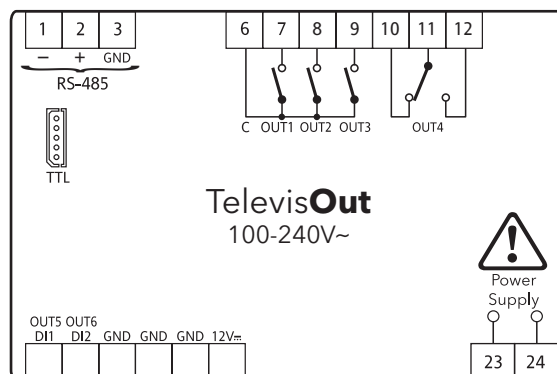 1 2 3 6 7 8 9 10 11 12
− + GND
RS-485
C OUT1 OUT2 OUT3 OUT4
TTL
TelevisOut
100-240V~
!
Power
Supply
OUT5 OUT6
DI1 DI2 GND GND GND 12V⎓
23 24